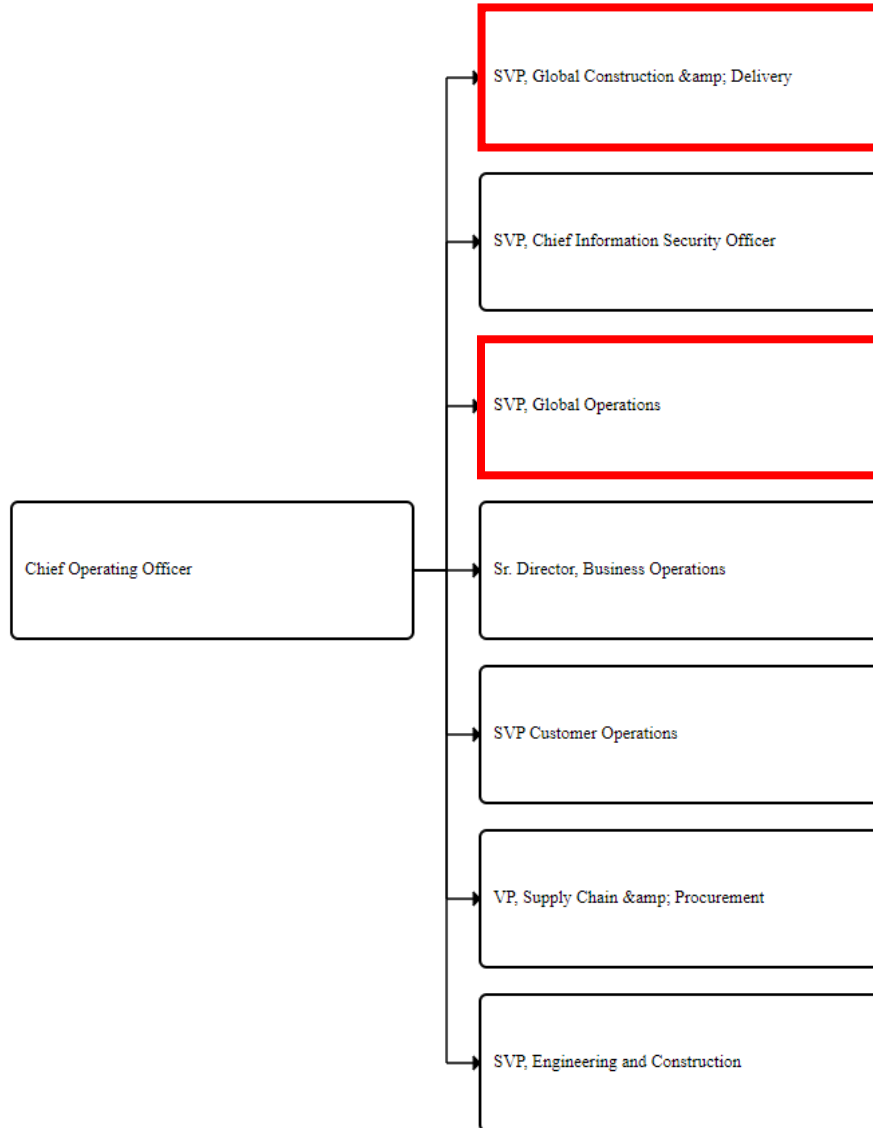 SVP, Global Construction &amp; Delivery
SVP, Chief Information Security Officer
SVP, Global Operations
Chief Operating Officer
Sr. Director, Business Operations
SVP Customer Operations
VP, Supply Chain &amp; Procurement
SVP, Engineering and Construction